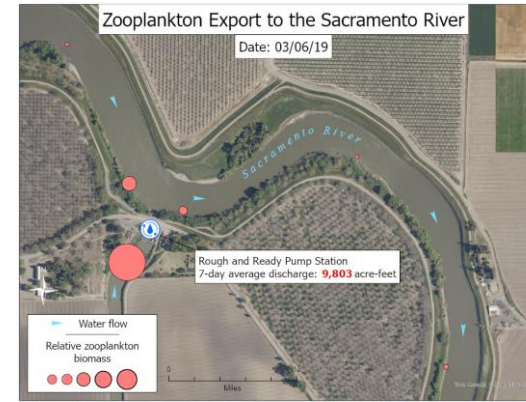 Zooplankton Export to the Sacramento River
Date: 03/06/19
Sacramento River
Rough and Ready Pump Station
7-day average discharge: 9,803 acre-feet
Water flow
Relative zooplankton
biomass
0
Miles